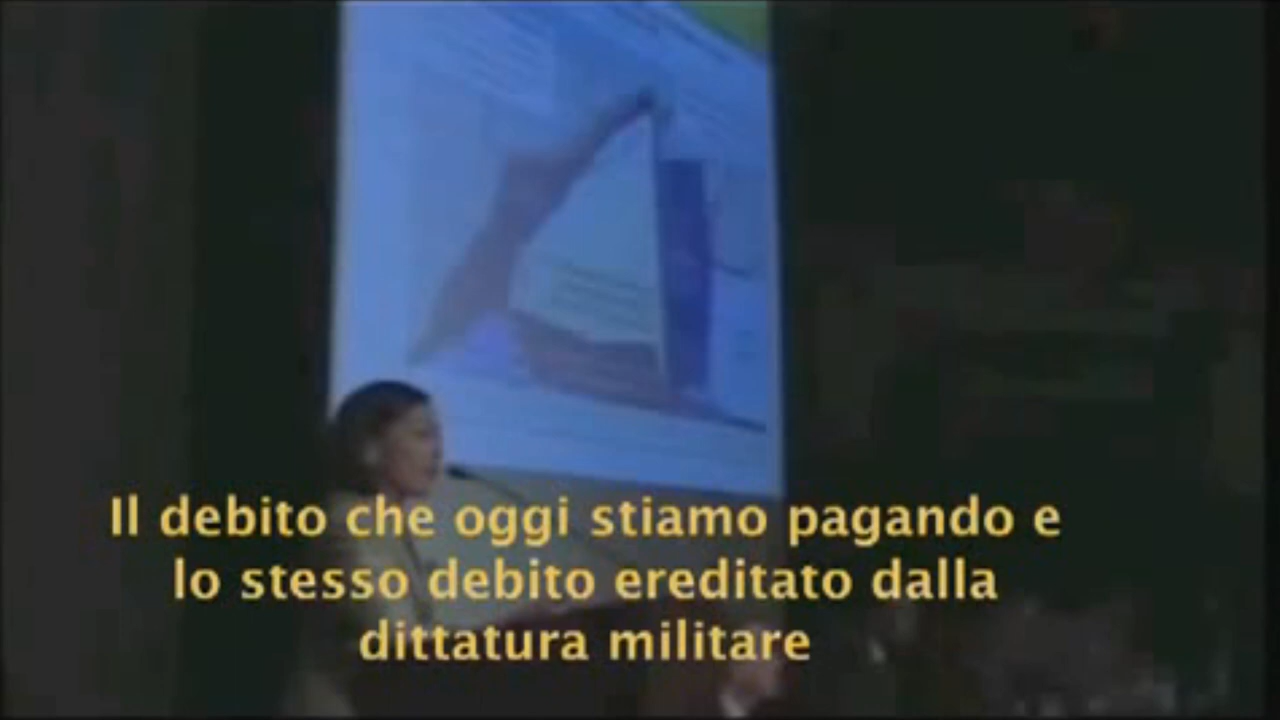 Il debito che oggi stiamo pagando e
lo stesso debito ereditato dalla
dittatura militare